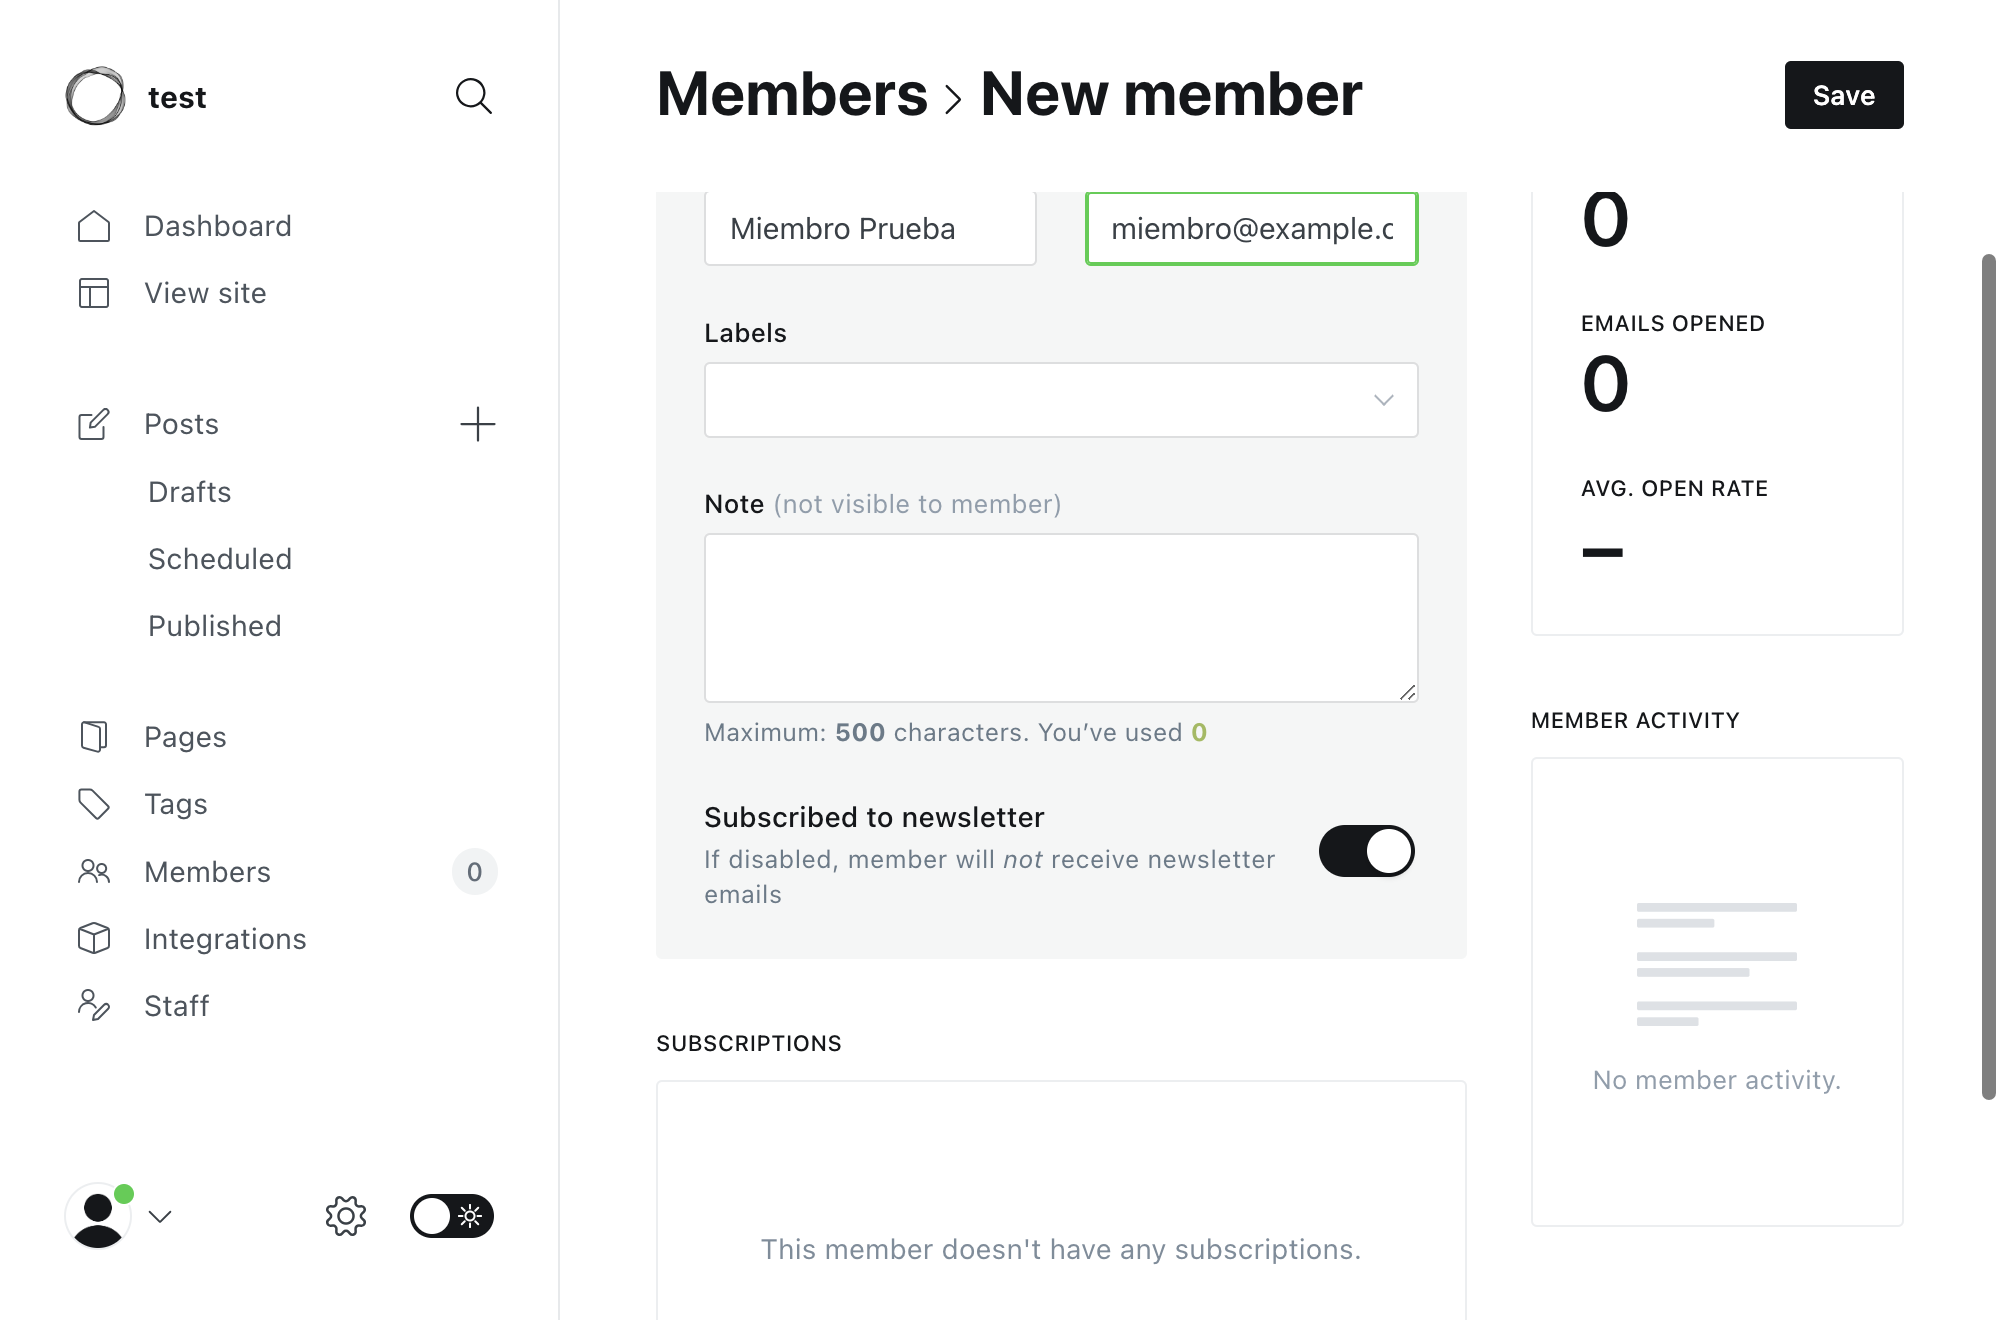 test
Dashboard
View site
Posts
Drafts
Scheduled
Published
Pages
Tags
Members 0
Integrations
Staff
Members > New member
Save
Miembro Prueba
miembro@example.c
Labels
Note (not visible to member)
Maximum: 500 characters. You’ve used 0
Subscribed to newsletter
If disabled, member will not receive newsletter
emails
SUBSCRIPTIONS
This member doesn't have any subscriptions.
0
EMAILS OPENED
0
AVG. OPEN RATE
–
MEMBER ACTIVITY
No member activity.